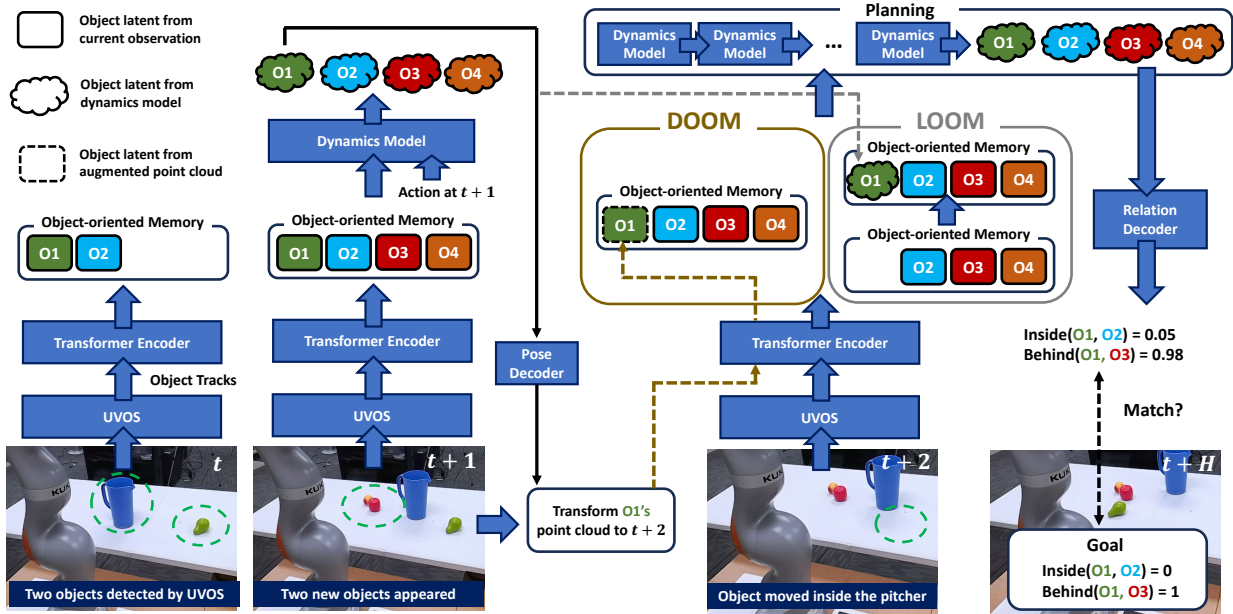 Object latent from
current observation
Object latent from
dynamics model
Object latent from
augmented point cloud
Object-oriented Memory
O1 O2
Transformer Encoder
Object Tracks
UVOS
t
KUK
Two objects detected by UVOS
O1 O2 O3 O4
Dynamics Model
Action at t + 1
Object-oriented Memory
O1 O2 O3 O4
Transformer Encoder
UVOS
t + 1
KUK
Two new objects appeared
Pose
Decoder
Transform O1's
point cloud to t + 2
Planning
Dynamics
Model
Dynamics
Model
...
Dynamics
Model
O1 O2 O3 O4
DOOM
Object-oriented Memory
O1 O2 O3 O4
LOOM
Object-oriented Memory
O1 O2 O3 O4
Object-oriented Memory
O2 O3 O4
Transformer Encoder
UVOS
t + 2
KUK
Object moved inside the pitcher
Relation
Decoder
Inside(O1, O2) = 0.05
Behind(O1, O3) = 0.98
Match?
t + H
KUK
Goal
Inside(O1, O2) = 0
Behind(O1, O3) = 1